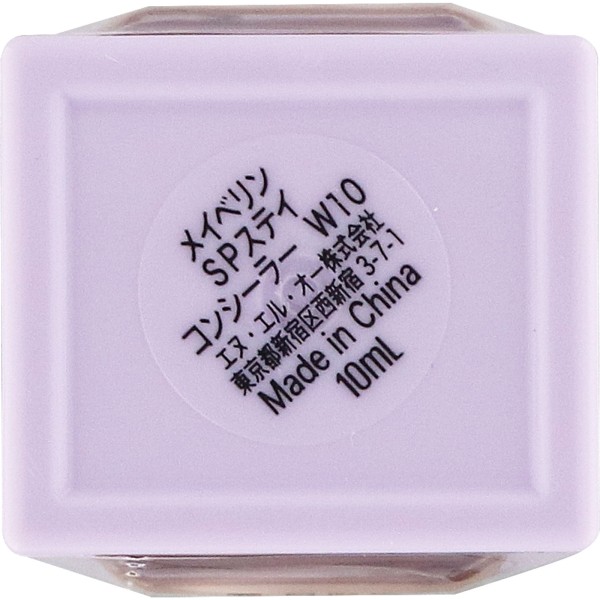 メイベリン
SPステイ
コンシーラー W10
エヌ・エル・オー株式会社
東京都新宿区西新宿 3-7-1
Made in China
10mL